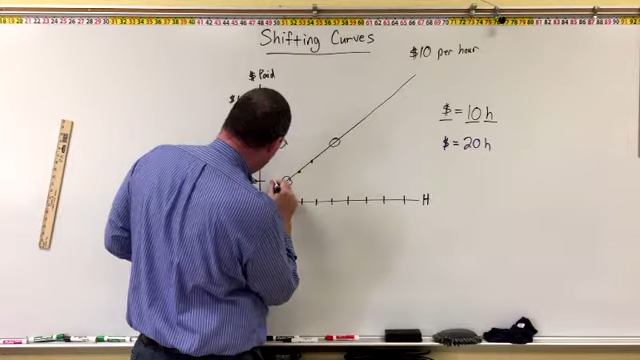 Shifting Curves
$10 per hour
$ Paid
$ = 10 h
$ = 20 h
H